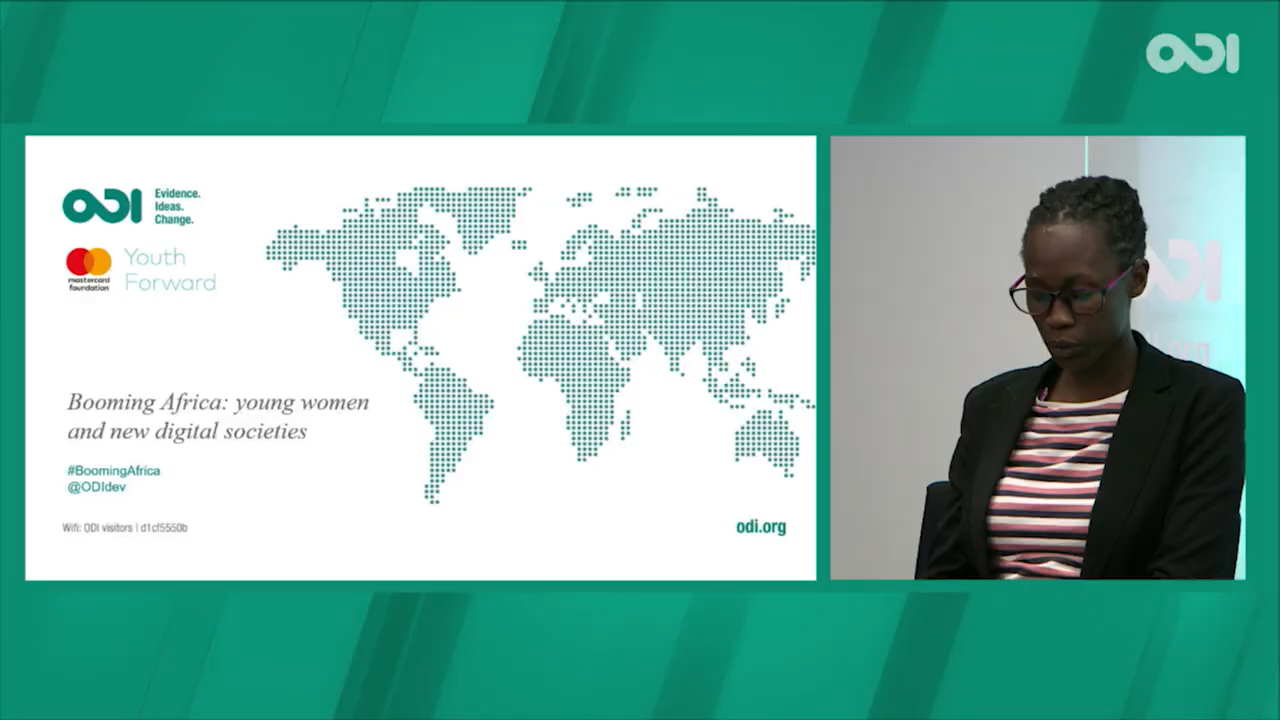 ODI
ODI
Evidence.
Ideas.
Change.
mastercard
foundation
Youth
Forward
Booming Africa: young women
and new digital societies
#BoomingAfrica
@ODIdev
Wifi: ODI visitors | d1cf5550b
odi.org